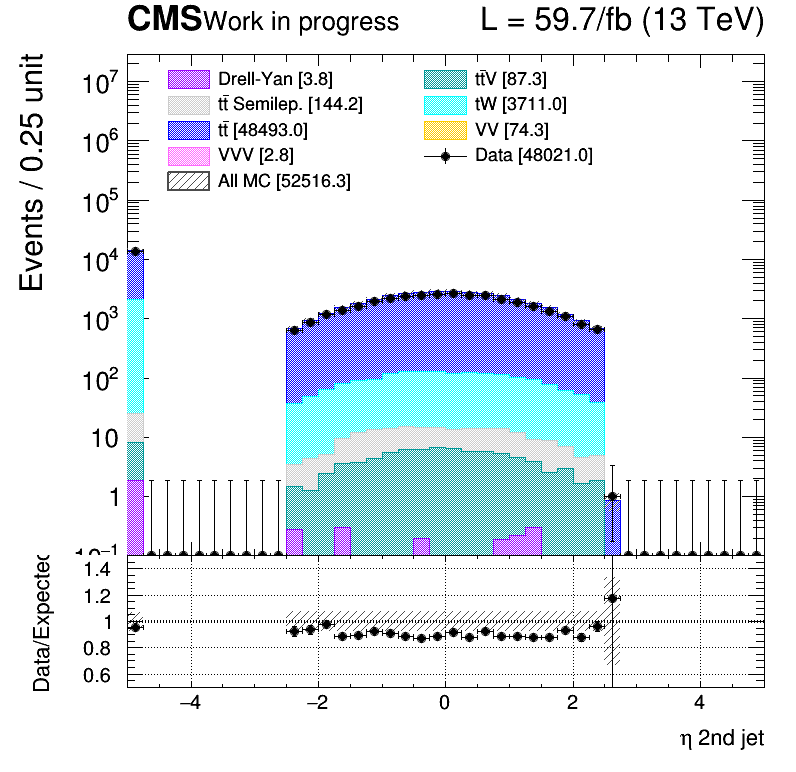 CMS Work in progress L = 59.7/fb (13 TeV)
Events / 0.25 unit
Drell-Yan [3.8]
tt̄V [87.3]
tt̄ Semilep. [144.2]
tW [3711.0]
tt̄ [48493.0]
VV [74.3]
VVV [2.8]
Data [48021.0]
All MC [52516.3]
10⁷
10⁶
10⁵
10⁴
10³
10²
10
1
10⁻¹
Data/Expected
1.4
1.2
1
0.8
0.6
−4 −2 0 2 4
η 2nd jet